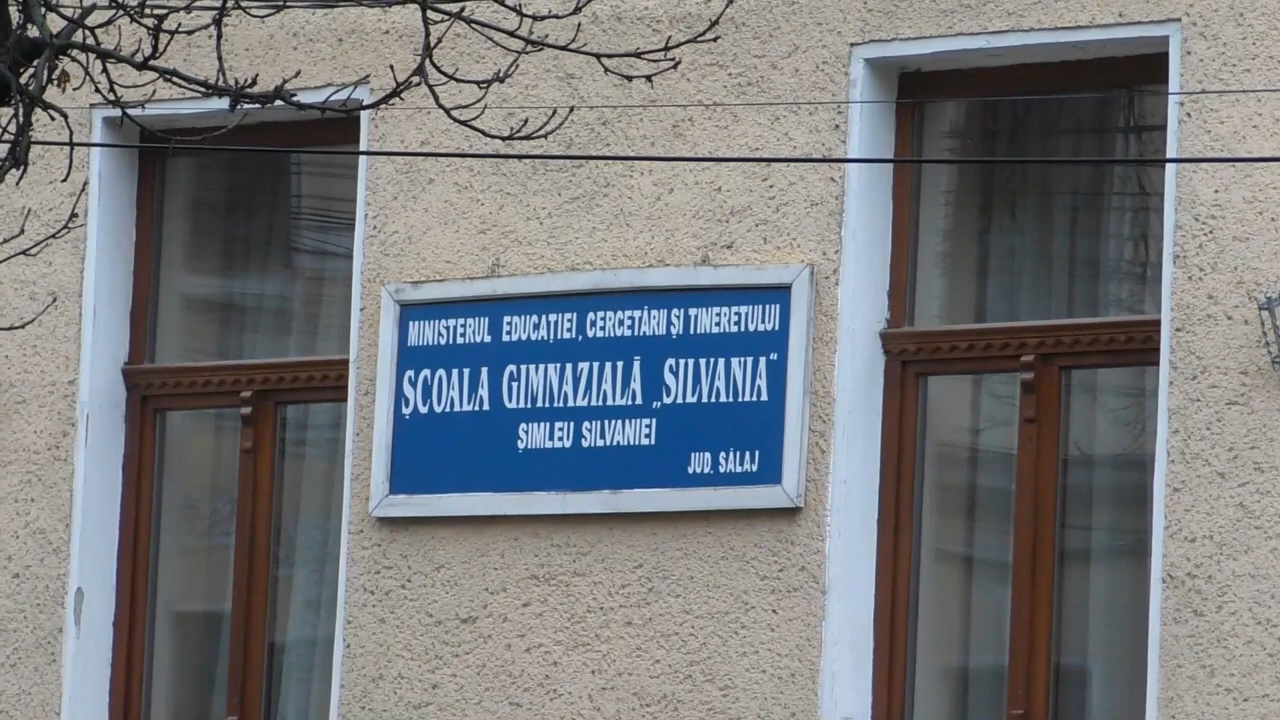 MINISTERUL EDUCAȚIEI, CERCETĂRII ȘI TINERETULUI
ȘCOALA GIMNAZIALĂ „SILVANIA“
ȘIMLEU SILVANIEI
JUD. SĂLAJ